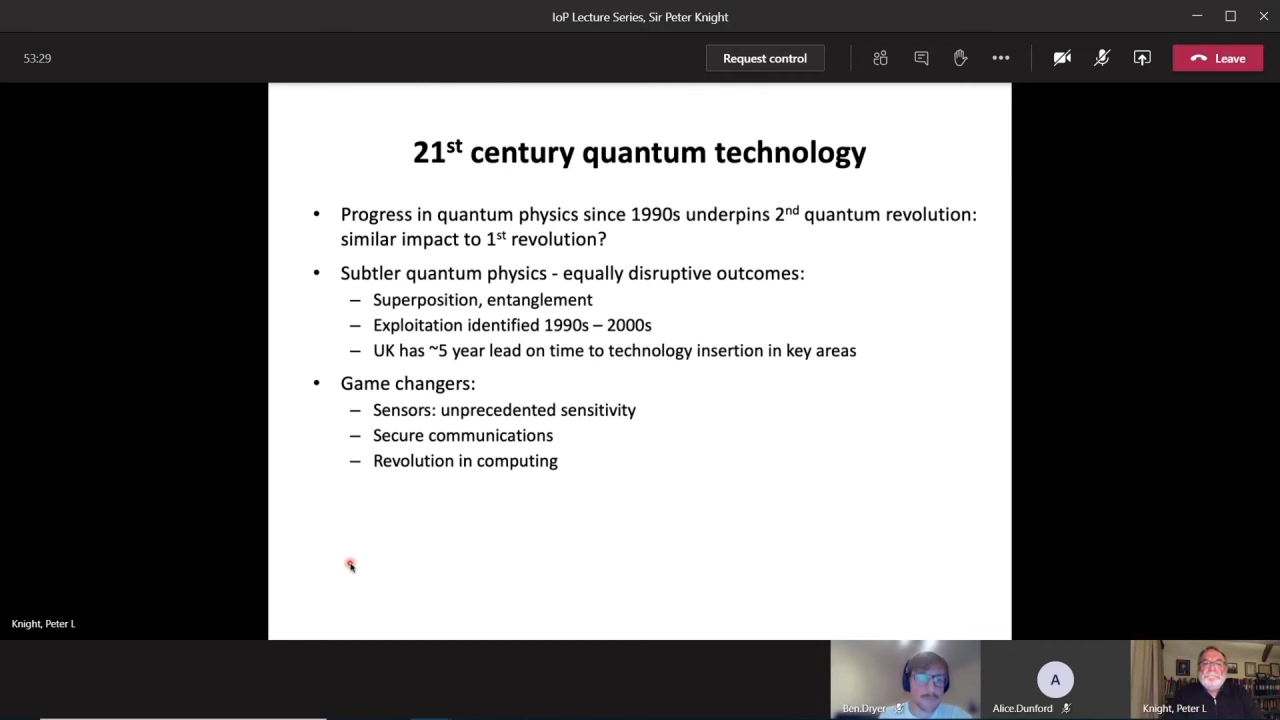 IoP Lecture Series, Sir Peter Knight
53:29
Request control
Leave
21st century quantum technology
• Progress in quantum physics since 1990s underpins 2nd quantum revolution:
similar impact to 1st revolution?
• Subtler quantum physics - equally disruptive outcomes:
– Superposition, entanglement
– Exploitation identified 1990s – 2000s
– UK has ~5 year lead on time to technology insertion in key areas
• Game changers:
– Sensors: unprecedented sensitivity
– Secure communications
– Revolution in computing
Knight, Peter L
A
Ben.Dryer
Alice.Dunford
Knight, Peter L